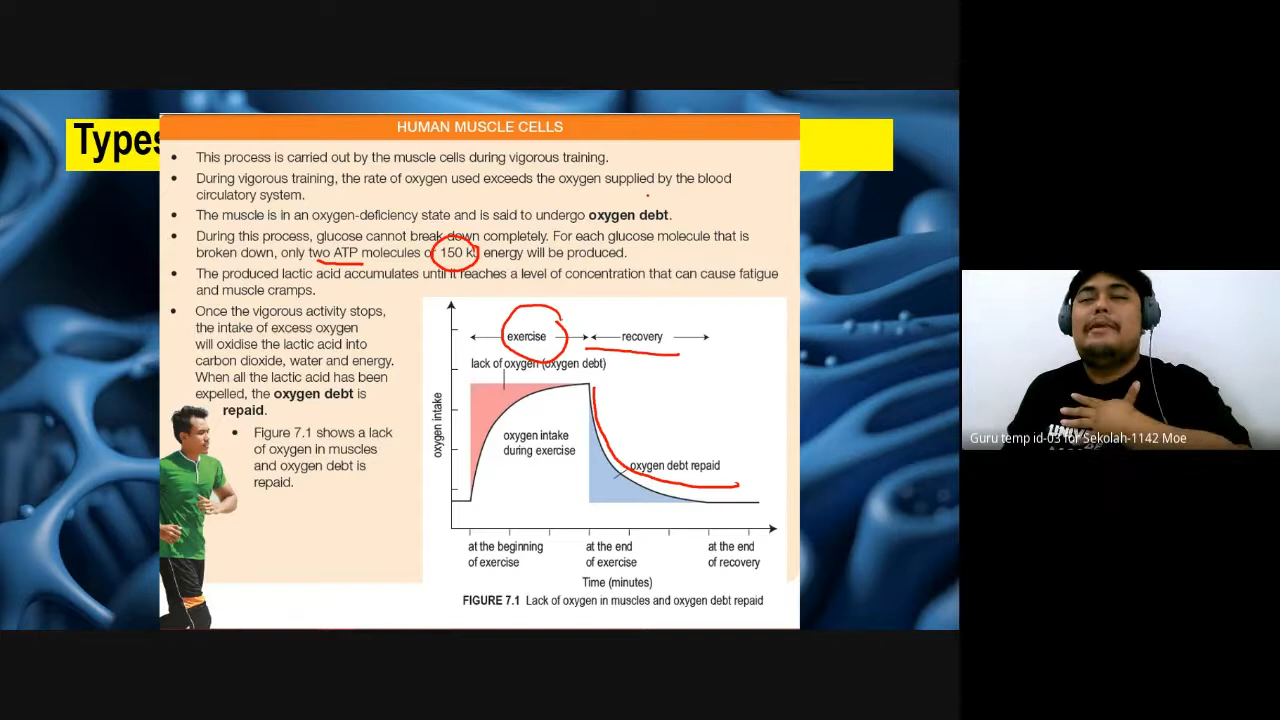 Types
HUMAN MUSCLE CELLS
• This process is carried out by the muscle cells during vigorous training.
• During vigorous training, the rate of oxygen used exceeds the oxygen supplied by the blood
circulatory system.
• The muscle is in an oxygen-deficiency state and is said to undergo oxygen debt.
• During this process, glucose cannot break down completely. For each glucose molecule that is
broken down, only two ATP molecules or 150 kJ energy will be produced.
• The produced lactic acid accumulates until it reaches a level of concentration that can cause fatigue
and muscle cramps.
• Once the vigorous activity stops,
the intake of excess oxygen
will oxidise the lactic acid into
carbon dioxide, water and energy.
When all the lactic acid has been
expelled, the oxygen debt is
repaid.
• Figure 7.1 shows a lack
of oxygen in muscles
and oxygen debt is
repaid.
exercise
recovery
lack of oxygen (oxygen debt)
oxygen intake
oxygen intake
during exercise
oxygen debt repaid
at the beginning
of exercise
at the end
of exercise
at the end
of recovery
Time (minutes)
FIGURE 7.1 Lack of oxygen in muscles and oxygen debt repaid
Guru temp id-03 for Sekolah-1142 Moe